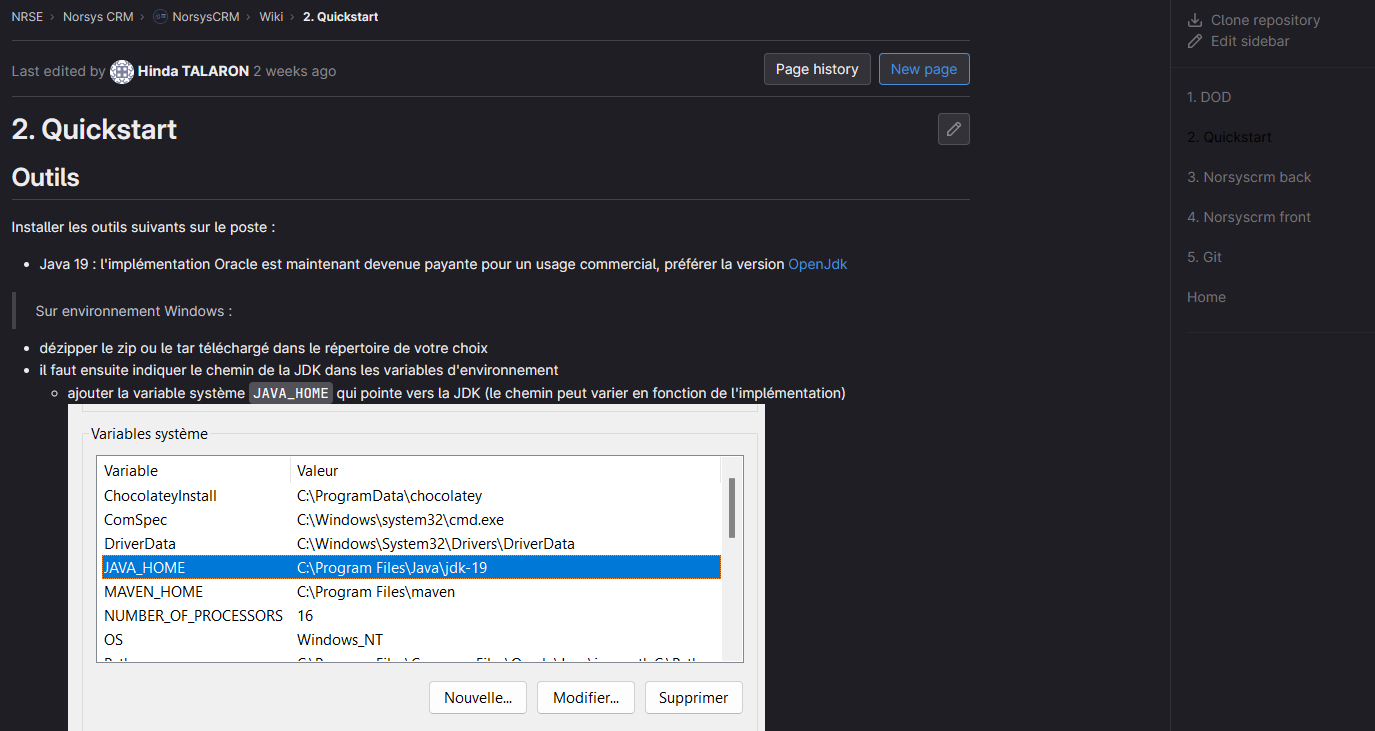 NRSE › Norsys CRM › NorsysCRM › Wiki › 2. Quickstart
Last edited by Hinda TALARON 2 weeks ago
Page history
New page
2. Quickstart
Outils
Installer les outils suivants sur le poste :
• Java 19 : l'implémentation Oracle est maintenant devenue payante pour un usage commercial, préférer la version OpenJdk
Sur environnement Windows :
• dézipper le zip ou le tar téléchargé dans le répertoire de votre choix
• il faut ensuite indiquer le chemin de la JDK dans les variables d'environnement
◦ ajouter la variable système JAVA_HOME qui pointe vers la JDK (le chemin peut varier en fonction de l'implémentation)
Variables système
Variable Valeur
ChocolateyInstall C:\ProgramData\chocolatey
ComSpec C:\Windows\system32\cmd.exe
DriverData C:\Windows\System32\Drivers\DriverData
JAVA_HOME C:\Program Files\Java\jdk-19
MAVEN_HOME C:\Program Files\maven
NUMBER_OF_PROCESSORS 16
OS Windows_NT
Nouvelle... Modifier... Supprimer
Clone repository
Edit sidebar
1. DOD
2. Quickstart
3. Norsyscrm back
4. Norsyscrm front
5. Git
Home